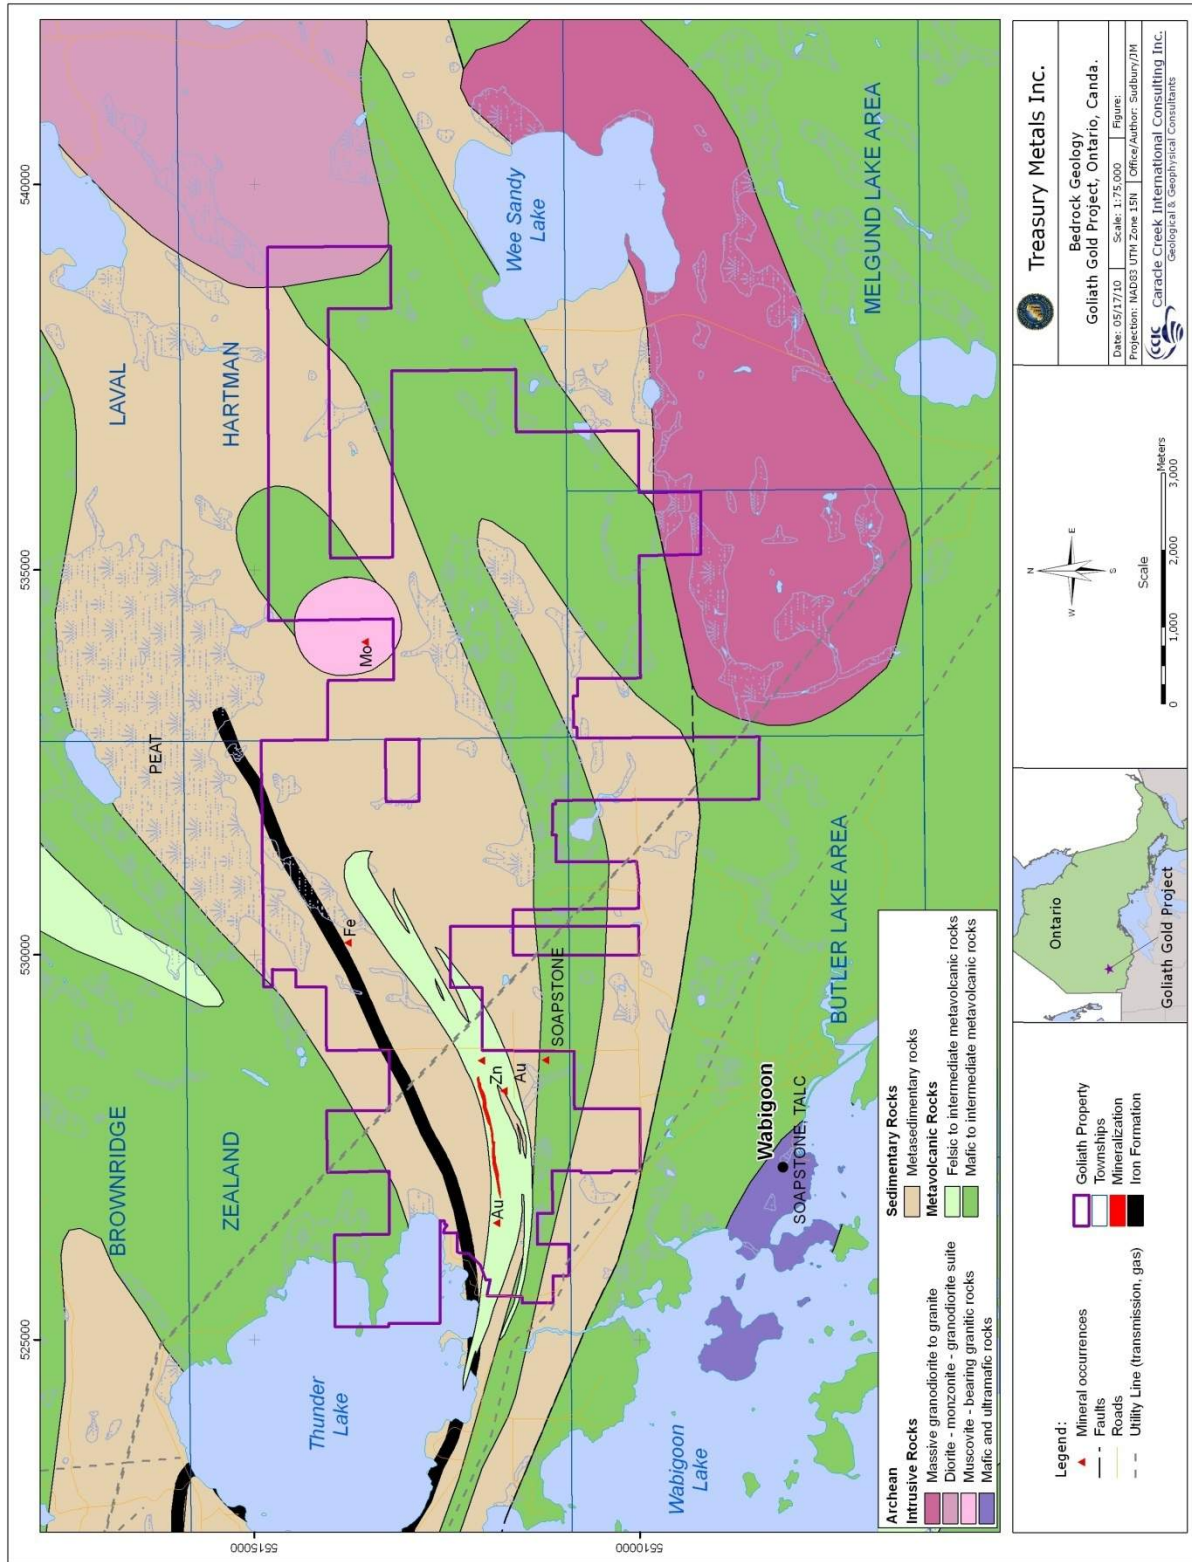 525000
530000
535000
540000
5515000
5510000
BROWNRIDGE
ZEALAND
PEAT
LAVAL
HARTMAN
Thunder
Lake
Fe
Mo
Au
Zn
Au
SOAPSTONE
Wee Sandy
Lake
Wabigoon
Lake
Wabigoon
SOAPSTONE, TALC
BUTLER LAKE AREA
MELGUND LAKE AREA
Archean
Intrusive Rocks
Massive granodiorite to granite
Diorite - monzonite - granodiorite suite
Muscovite - bearing granitic rocks
Mafic and ultramafic rocks
Sedimentary Rocks
Metasedimentary rocks
Metavolcanic Rocks
Felsic to intermediate metavolcanic rocks
Mafic to intermediate metavolcanic rocks
Legend:
Mineral occurrences
Faults
Roads
Utility Line (transmission, gas)
Goliath Property
Townships
Mineralization
Iron Formation
Ontario
Goliath Gold Project
N
W
E
S
Scale
0 1,000 2,000 3,000
Meters
Treasury Metals Inc.
Bedrock Geology
Goliath Gold Project, Ontario, Canda.
Date: 05/17/10 Scale: 1:75,000 Figure:
Projection: NAD83 UTM Zone 15N Office/Author: Sudbury/JM
ccic
Caracle Creek International Consulting Inc.
Geological & Geophysical Consultants